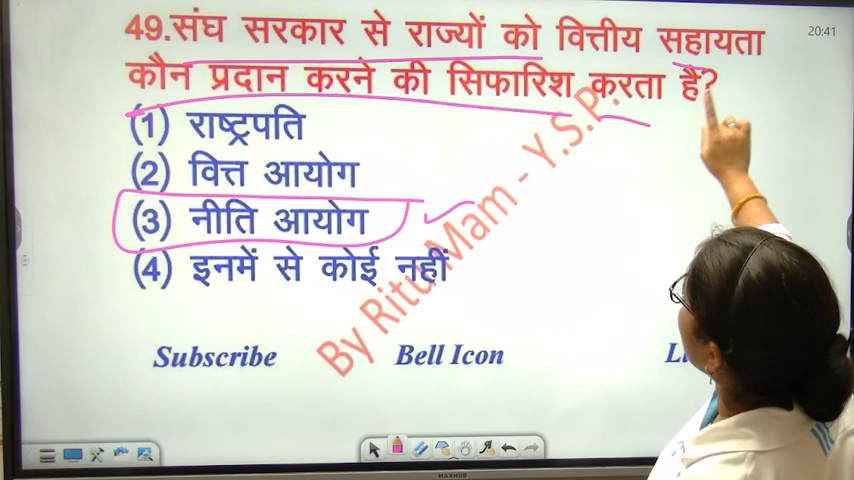 20:41
49.संघ सरकार से राज्यों को वित्तीय सहायता
कौन प्रदान करने की सिफारिश करता है?
(1) राष्ट्रपति
(2) वित्त आयोग
(3) नीति आयोग
(4) इनमें से कोई नहीं
By Ritu Mam - Y.S.P.
Subscribe Bell Icon
MAXHUB